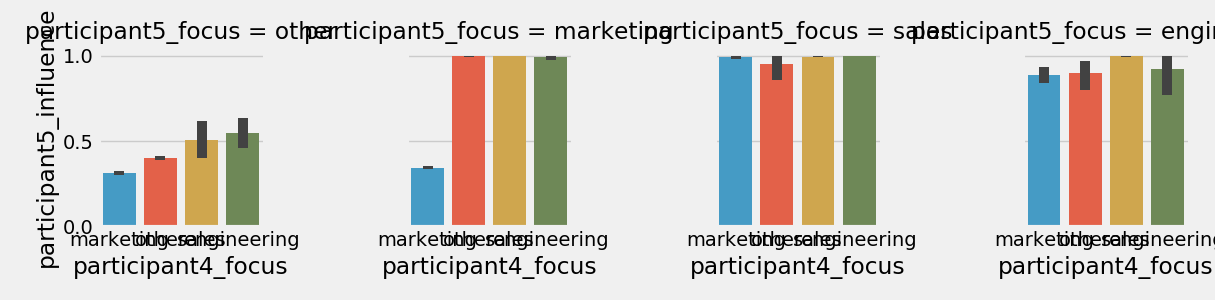 participant5_focus = other
participant5_focus = marketing
participant5_focus = sales
participant5_focus = engin
participant5_influence
1.0
0.5
0.0
marketing other sales engineering
marketing other sales engineering
marketing other sales engineering
marketing other sales engineering
participant4_focus
participant4_focus
participant4_focus
participant4_focus